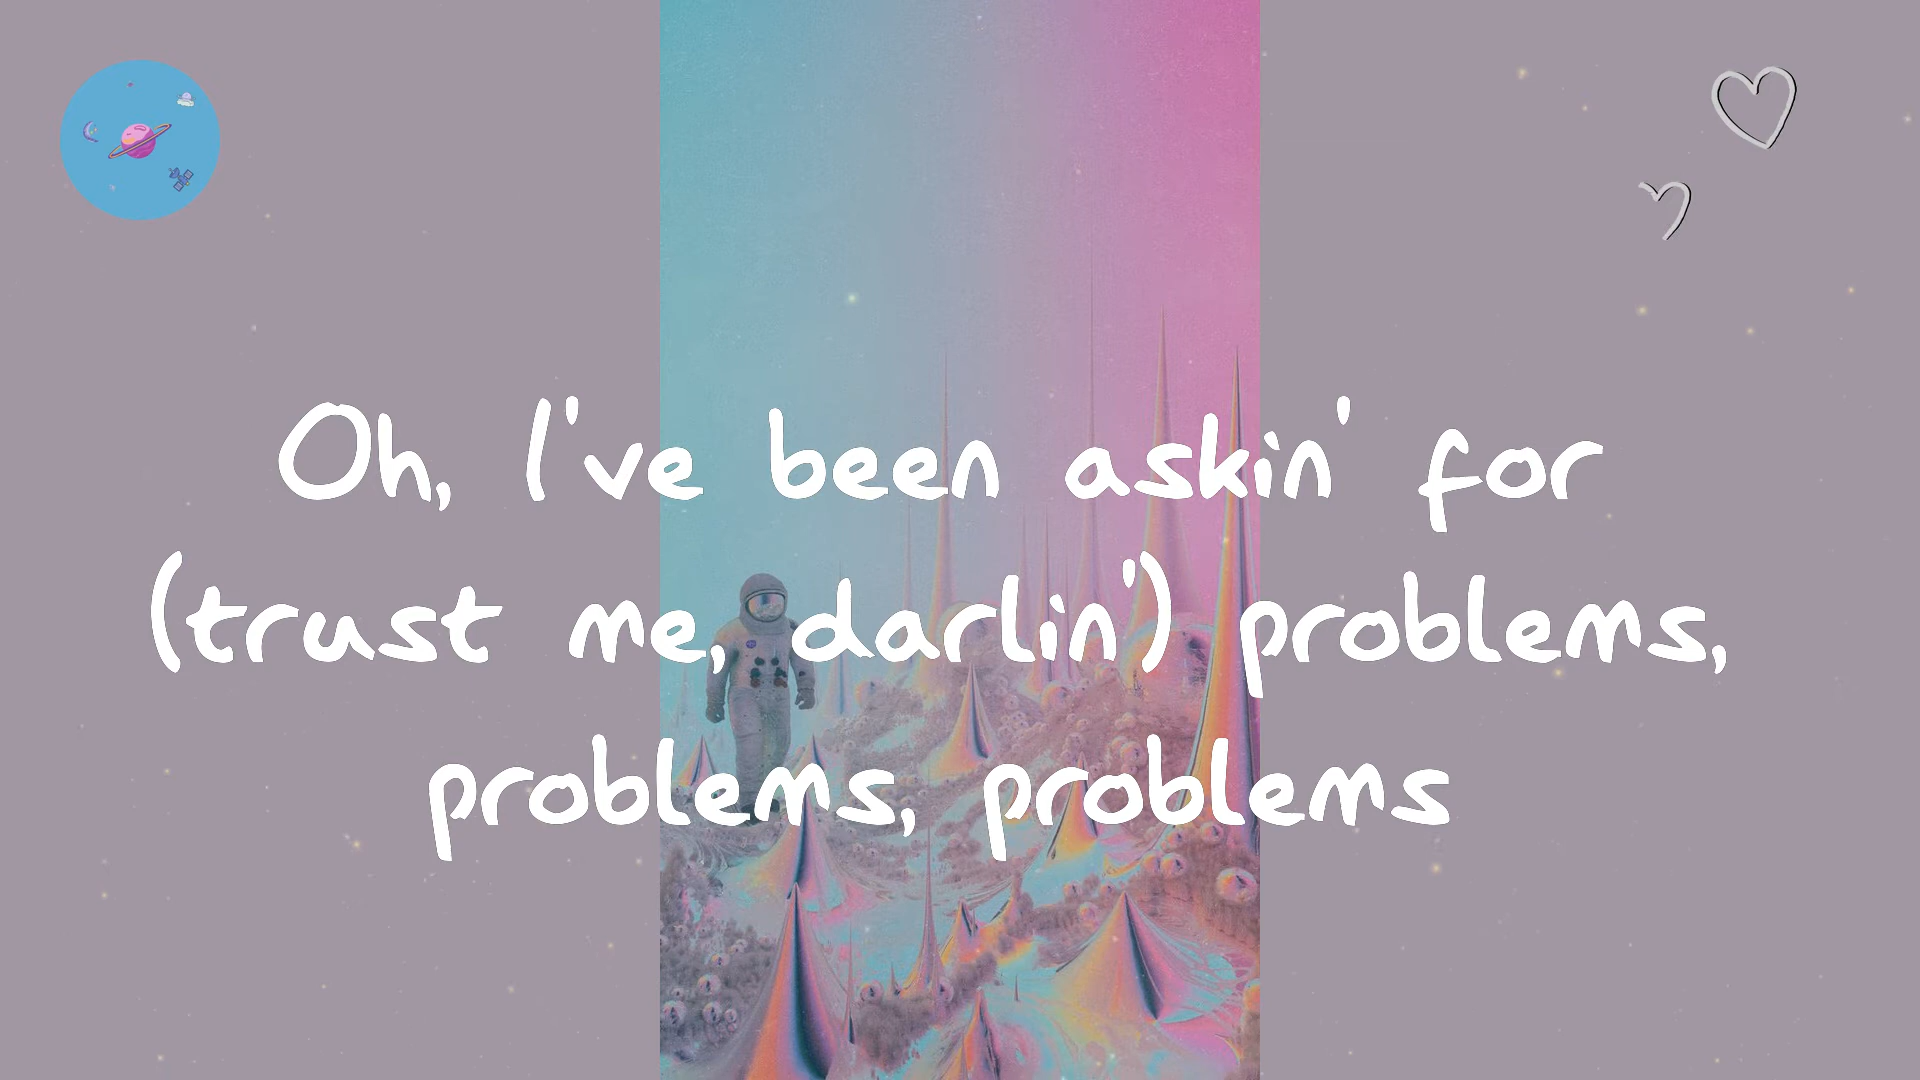 Oh, I've been askin' for
(trust me, darlin') problems,
problems, problems